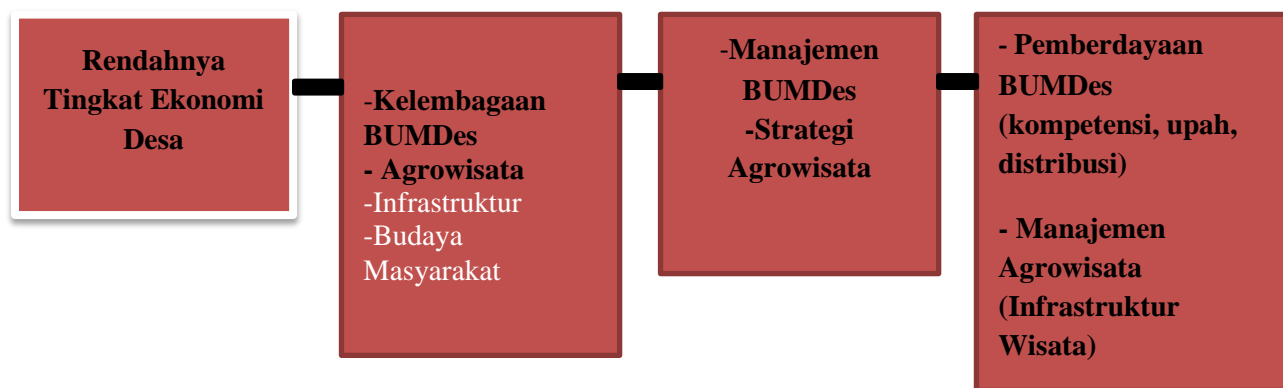 Rendahnya
Tingkat Ekonomi
Desa
-Kelembagaan
BUMDes
- Agrowisata
-Infrastruktur
-Budaya
Masyarakat
-Manajemen
BUMDes
-Strategi
Agrowisata
- Pemberdayaan
BUMDes
(kompetensi, upah,
distribusi)
- Manajemen
Agrowisata
(Infrastruktur
Wisata)